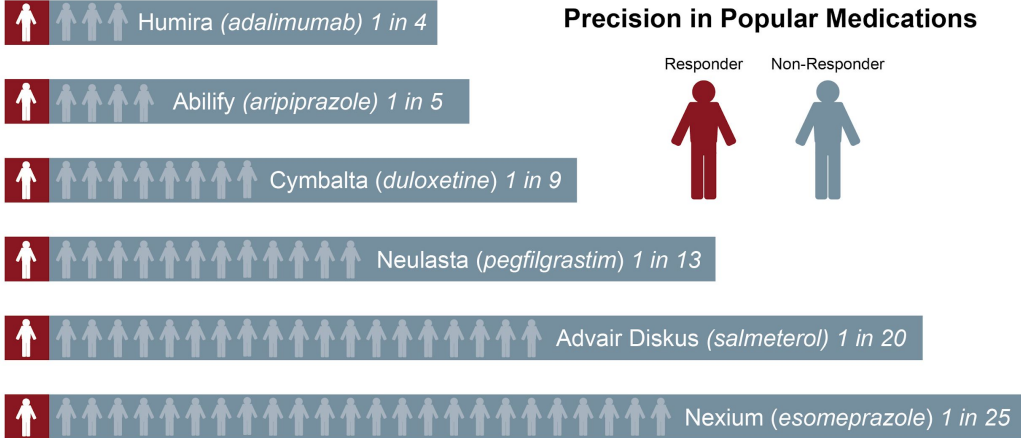 Precision in Popular Medications
Responder Non-Responder
Humira (adalimumab) 1 in 4
Abilify (aripiprazole) 1 in 5
Cymbalta (duloxetine) 1 in 9
Neulasta (pegfilgrastim) 1 in 13
Advair Diskus (salmeterol) 1 in 20
Nexium (esomeprazole) 1 in 25